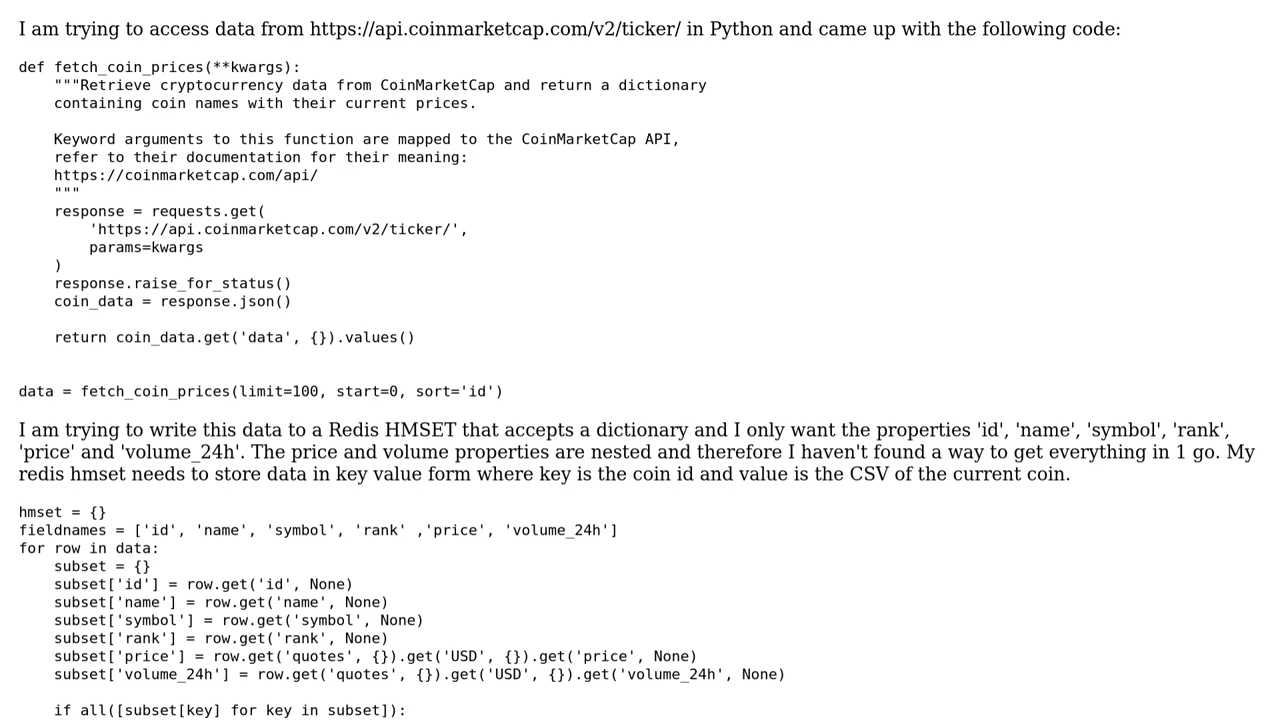 I am trying to access data from https://api.coinmarketcap.com/v2/ticker/ in Python and came up with the following code:
def fetch_coin_prices(**kwargs):
    """Retrieve cryptocurrency data from CoinMarketCap and return a dictionary
    containing coin names with their current prices.

    Keyword arguments to this function are mapped to the CoinMarketCap API,
    refer to their documentation for their meaning:
    https://coinmarketcap.com/api/
    """
    response = requests.get(
        'https://api.coinmarketcap.com/v2/ticker/',
        params=kwargs
    )
    response.raise_for_status()
    coin_data = response.json()

    return coin_data.get('data', {}).values()


data = fetch_coin_prices(limit=100, start=0, sort='id')
I am trying to write this data to a Redis HMSET that accepts a dictionary and I only want the properties 'id', 'name', 'symbol', 'rank',
'price' and 'volume_24h'. The price and volume properties are nested and therefore I haven't found a way to get everything in 1 go. My
redis hmset needs to store data in key value form where key is the coin id and value is the CSV of the current coin.
hmset = {}
fieldnames = ['id', 'name', 'symbol', 'rank' ,'price', 'volume_24h']
for row in data:
    subset = {}
    subset['id'] = row.get('id', None)
    subset['name'] = row.get('name', None)
    subset['symbol'] = row.get('symbol', None)
    subset['rank'] = row.get('rank', None)
    subset['price'] = row.get('quotes', {}).get('USD', {}).get('price', None)
    subset['volume_24h'] = row.get('quotes', {}).get('USD', {}).get('volume_24h', None)

    if all([subset[key] for key in subset]):